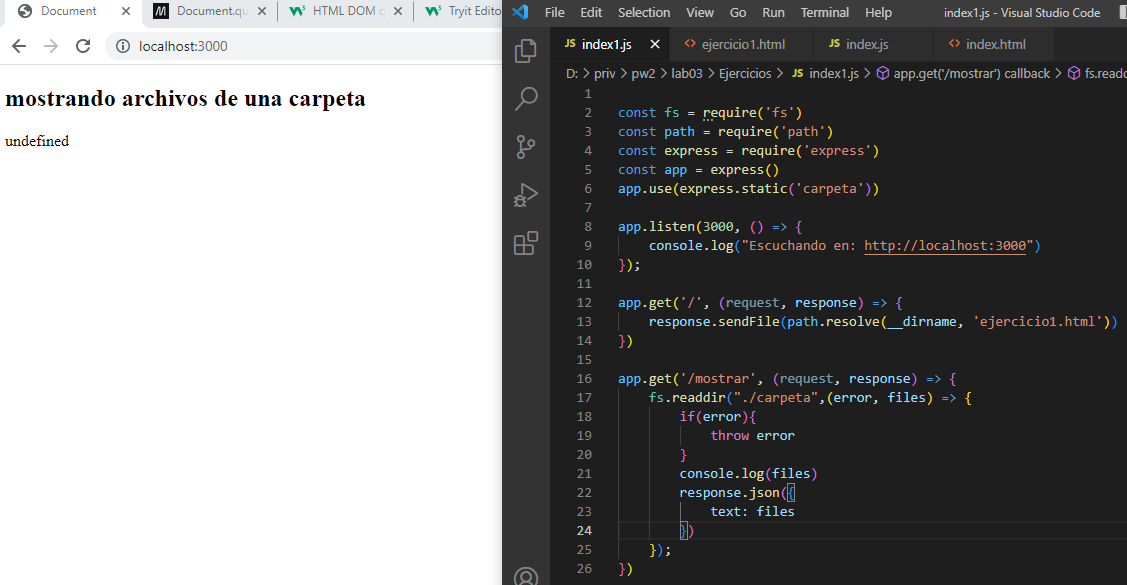 Document
Document.qu
HTML DOM q
Tryit Edito
localhost:3000
mostrando archivos de una carpeta
undefined
File Edit Selection View Go Run Terminal Help index1.js - Visual Studio Code
JS index1.js
<> ejercicio1.html
JS index.js
<> index.html
D: > priv > pw2 > lab03 > Ejercicios > JS index1.js > app.get('/mostrar') callback > fs.readd
1
2 const fs = require('fs')
3 const path = require('path')
4 const express = require('express')
5 const app = express()
6 app.use(express.static('carpeta'))
7
8 app.listen(3000, () => {
9 console.log("Escuchando en: http://localhost:3000")
10 });
11
12 app.get('/', (request, response) => {
13 response.sendFile(path.resolve(__dirname, 'ejercicio1.html'))
14 })
15
16 app.get('/mostrar', (request, response) => {
17 fs.readdir("./carpeta",(error, files) => {
18 if(error){
19 throw error
20 }
21 console.log(files)
22 response.json({
23 text: files
24 })
25 });
26 })